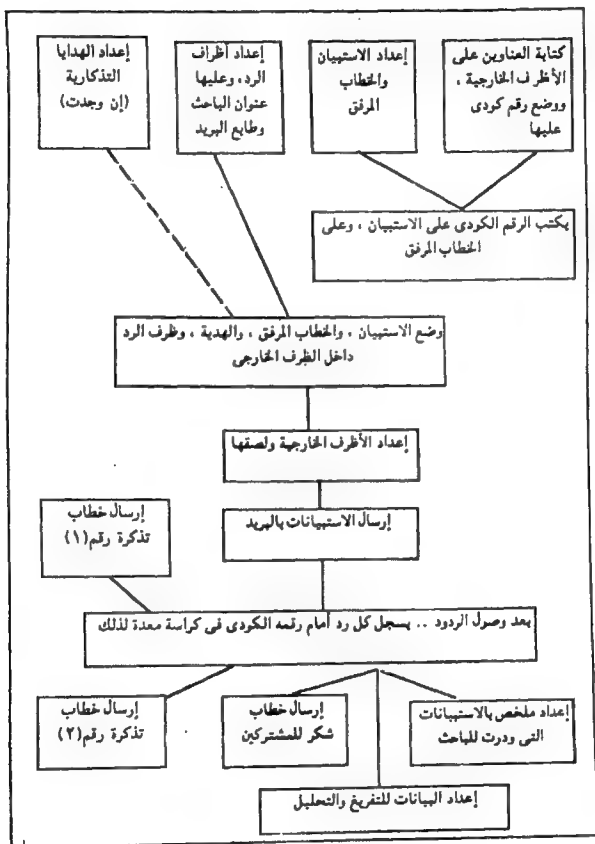 كتابة العناوين على
الأظرف الخارجية ،
ووضع رقم كودى
عليها
إعداد الاستبيان
والخطاب
المرفق
إعداد أظراف
الرد، وعليها
عنوان الباحث
وطابع البريد
إعداد الهدايا
التذكارية
(إن وجدت)
يكتب الرقم الكودى على الاستبيان ، وعلى
الخطاب المرفق
وضع الاستبيان ، والخطاب المرفق ، والهدية ، وظرف الرد
داخل الظرف الخارجى
إعداد الأظرف الخارجية ولصقها
إرسال الاستبيانات بالبريد
إرسال خطاب
تذكرة رقم (١)
بعد وصول الردود .. يسجل كل رد أمام رقمه الكودى فى كراسة معدة لذلك
إعداد ملخص بالاستبيانات
التى ودرت للباحث
إرسال خطاب
شكر للمشتركين
إرسال خطاب
تذكرة رقم (٢)
إعداد البيانات للتفريغ والتحليل